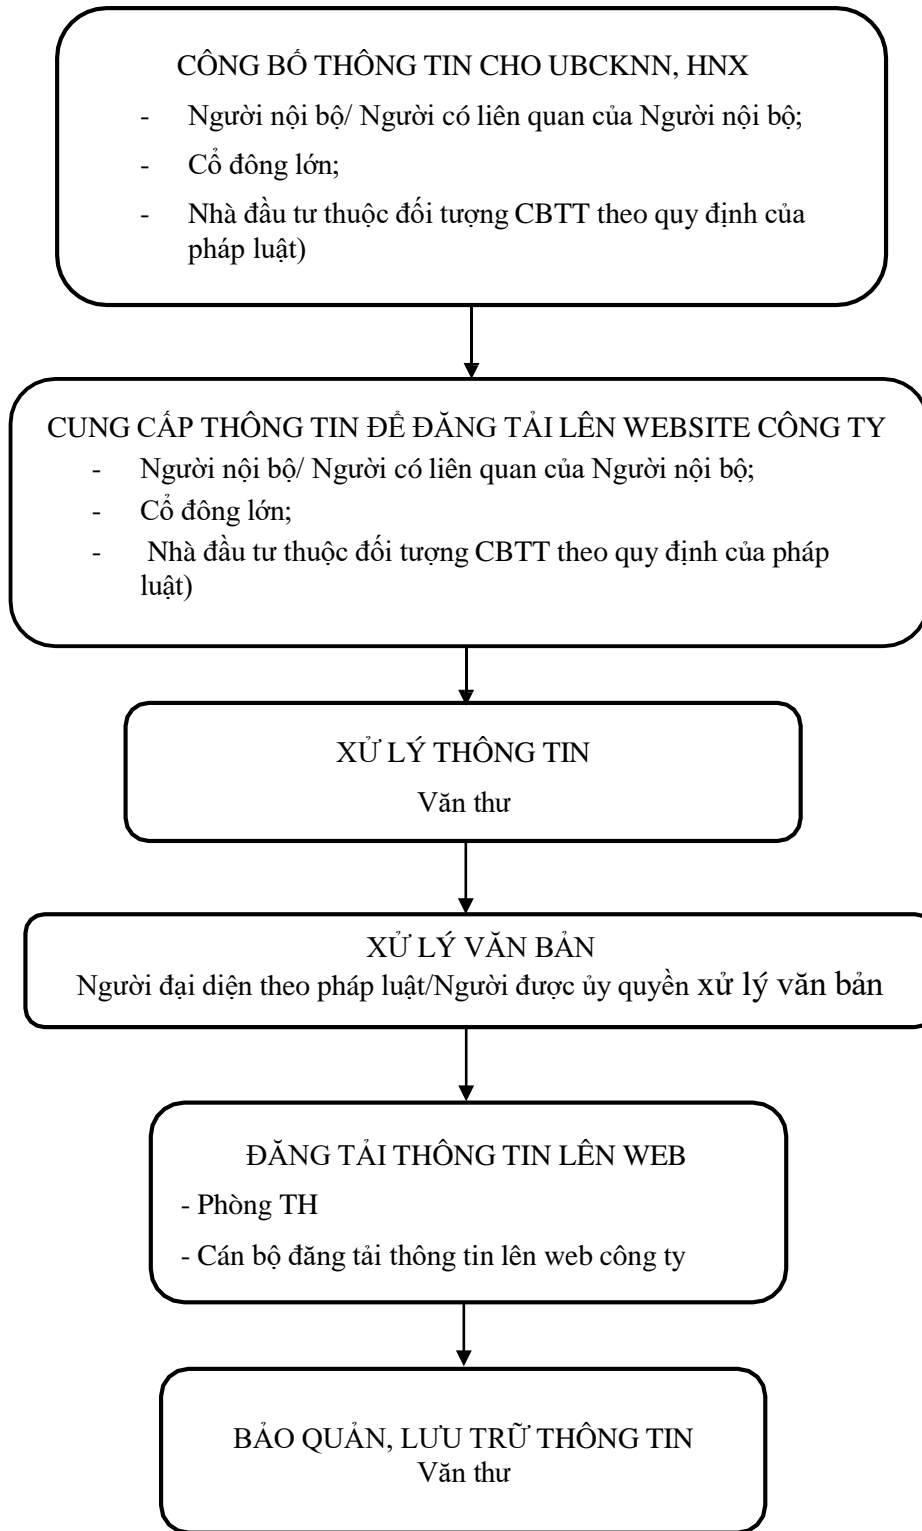 CÔNG BỐ THÔNG TIN CHO UBCKNN, HNX
- Người nội bộ/ Người có liên quan của Người nội bộ;
- Cổ đông lớn;
- Nhà đầu tư thuộc đối tượng CBTT theo quy định của
pháp luật)
CUNG CẤP THÔNG TIN ĐỂ ĐĂNG TẢI LÊN WEBSITE CÔNG TY
- Người nội bộ/ Người có liên quan của Người nội bộ;
- Cổ đông lớn;
- Nhà đầu tư thuộc đối tượng CBTT theo quy định của pháp
luật)
XỬ LÝ THÔNG TIN
Văn thư
XỬ LÝ VĂN BẢN
Người đại diện theo pháp luật/Người được ủy quyền xử lý văn bản
ĐĂNG TẢI THÔNG TIN LÊN WEB
- Phòng TH
- Cán bộ đăng tải thông tin lên web công ty
BẢO QUẢN, LƯU TRỮ THÔNG TIN
Văn thư